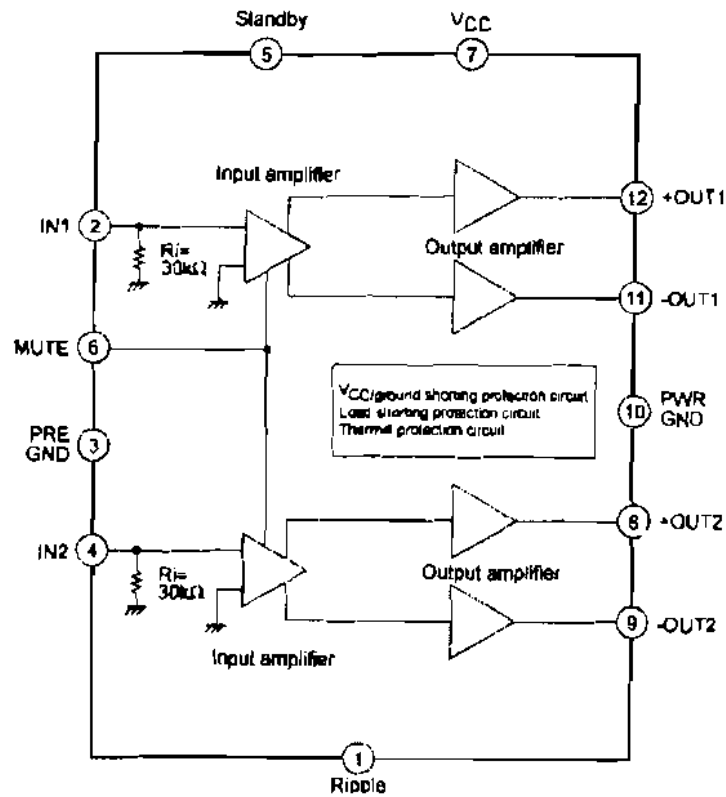 Standby
VCC
5
7
Input amplifier
+OUT1
12
IN1
2
Ri=
30kΩ
Output amplifier
11
-OUT1
MUTE
6
VCC/ground shorting protection circuit
Load shorting protection circuit
Thermal protection circuit
10
PWR
GND
PRE
GND
3
8
+OUT2
IN2
4
Ri=
30kΩ
Output amplifier
9
-OUT2
Input amplifier
1
Ripple